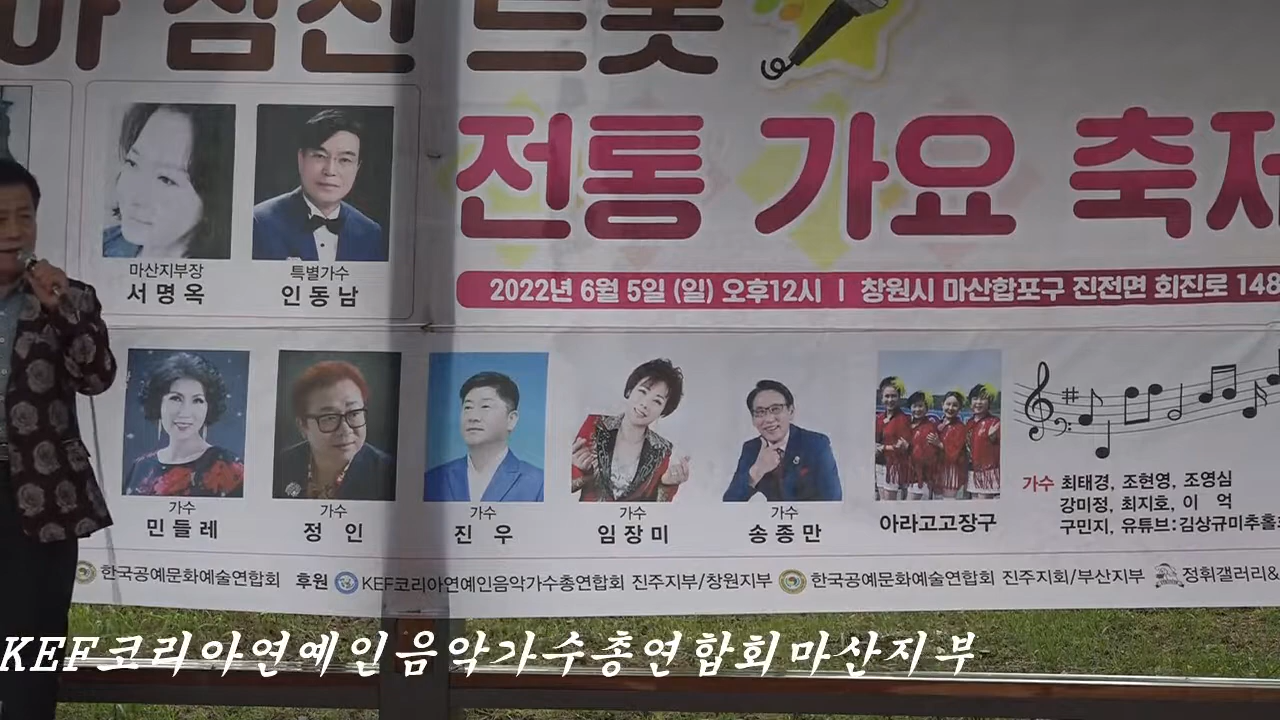 전통 가요 축제
마산지부장
서명옥
특별가수
인동남
2022년 6월 5일 (일) 오후12시 ㅣ 창원시 마산합포구 진전면 회진로 148
가수
민들레
가수
정 인
가수
진 우
가수
임장미
가수
송종만
아라고고장구
가수 최태경, 조현영, 조영심
강미정, 최지호, 이 억
구민지, 유튜브:김상규미추홀
한국공예문화예술연합회 후원 KEF코리아연예인음악가수총연합회 진주지부/창원지부 한국공예문화예술연합회 진주지회/부산지부 정휘갤러리&
KEF코리아연예인음악가수총연합회마산지부